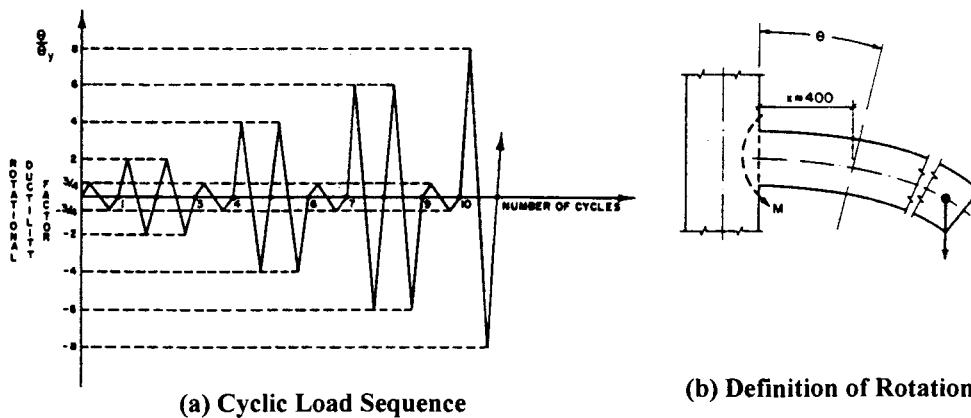 θ/θy
8
6
4
2
3/4
3/4
-2
-4
-6
-8
ROTATIONAL
DUCTILITY
FACTOR
1
3
4
6
7
9
10
NUMBER OF CYCLES
(a) Cyclic Load Sequence
θ
x=400
M
(b) Definition of Rotation